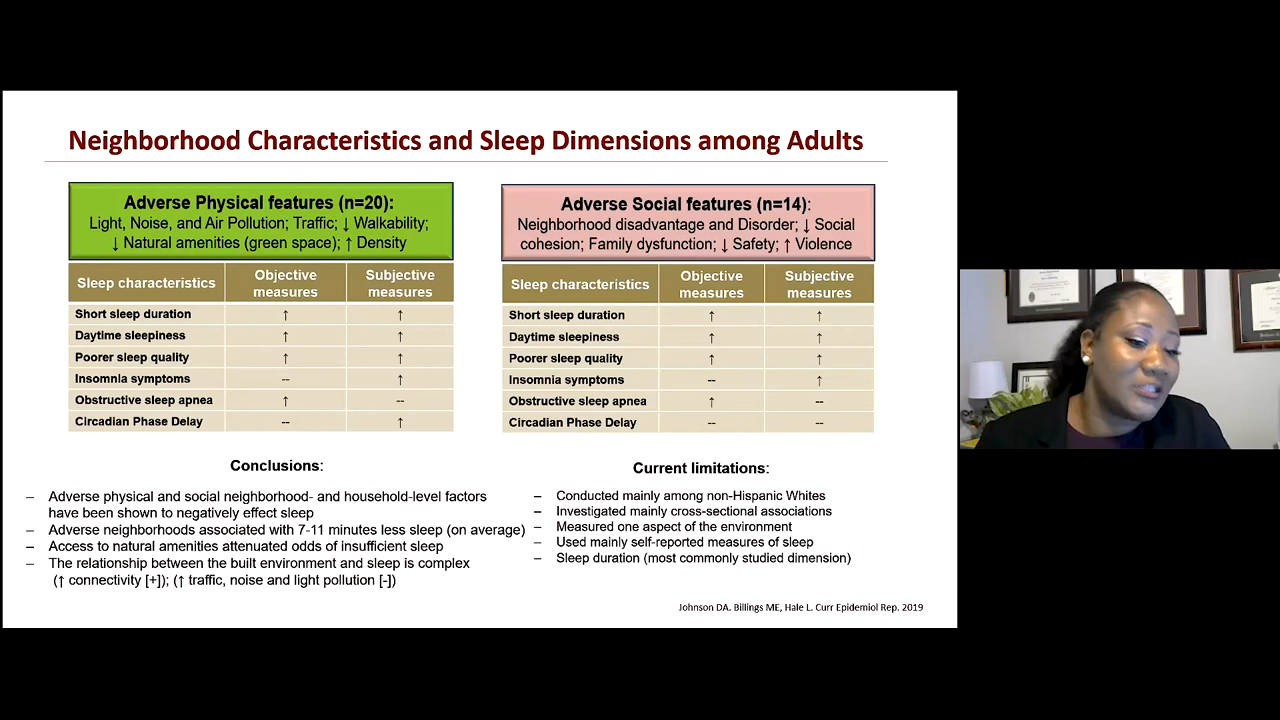 Neighborhood Characteristics and Sleep Dimensions among Adults
Adverse Physical features (n=20):
Light, Noise, and Air Pollution; Traffic; ↓ Walkability;
↓ Natural amenities (green space); ↑ Density
Sleep characteristics Objective measures Subjective measures
Short sleep duration ↑ ↑
Daytime sleepiness ↑ ↑
Poorer sleep quality ↑ ↑
Insomnia symptoms -- ↑
Obstructive sleep apnea ↑ --
Circadian Phase Delay -- ↑
Adverse Social features (n=14):
Neighborhood disadvantage and Disorder; ↓ Social
cohesion; Family dysfunction; ↓ Safety; ↑ Violence
Sleep characteristics Objective measures Subjective measures
Short sleep duration ↑ ↑
Daytime sleepiness ↑ ↑
Poorer sleep quality ↑ ↑
Insomnia symptoms -- ↑
Obstructive sleep apnea ↑ --
Circadian Phase Delay -- --
Conclusions:
– Adverse physical and social neighborhood- and household-level factors
have been shown to negatively effect sleep
– Adverse neighborhoods associated with 7-11 minutes less sleep (on average)
– Access to natural amenities attenuated odds of insufficient sleep
– The relationship between the built environment and sleep is complex
(↑ connectivity [+]); (↑ traffic, noise and light pollution [-])
Current limitations:
– Conducted mainly among non-Hispanic Whites
– Investigated mainly cross-sectional associations
– Measured one aspect of the environment
– Used mainly self-reported measures of sleep
– Sleep duration (most commonly studied dimension)
Johnson DA. Billings ME, Hale L. Curr Epidemiol Rep. 2019